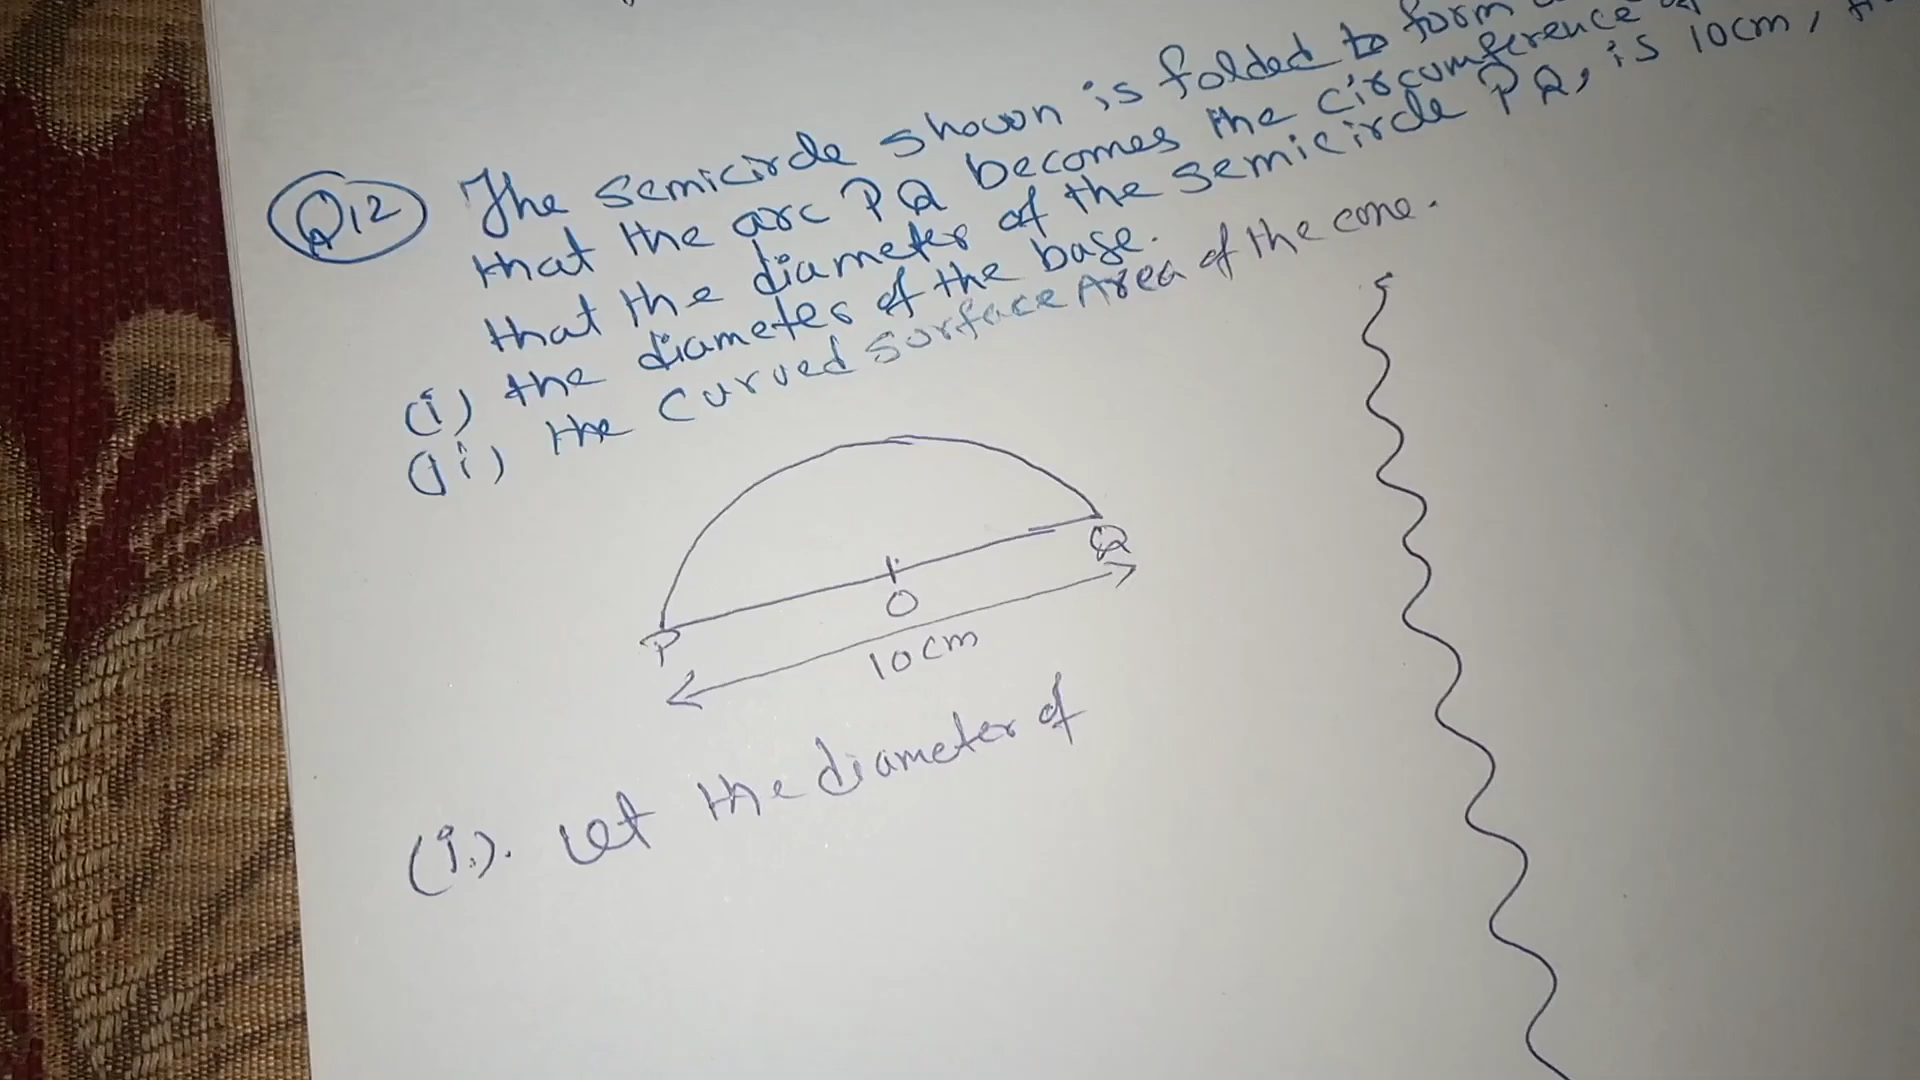 Q12 The semicircle shown is folded to form
that the arc PQ becomes the circumference
that the diameter of the semicircle PQ, is 10cm,
(i) the diameter of the base.
(ii) the curved surface Area of the cone.
P
O
Q
10cm
(i). Let the diameter of